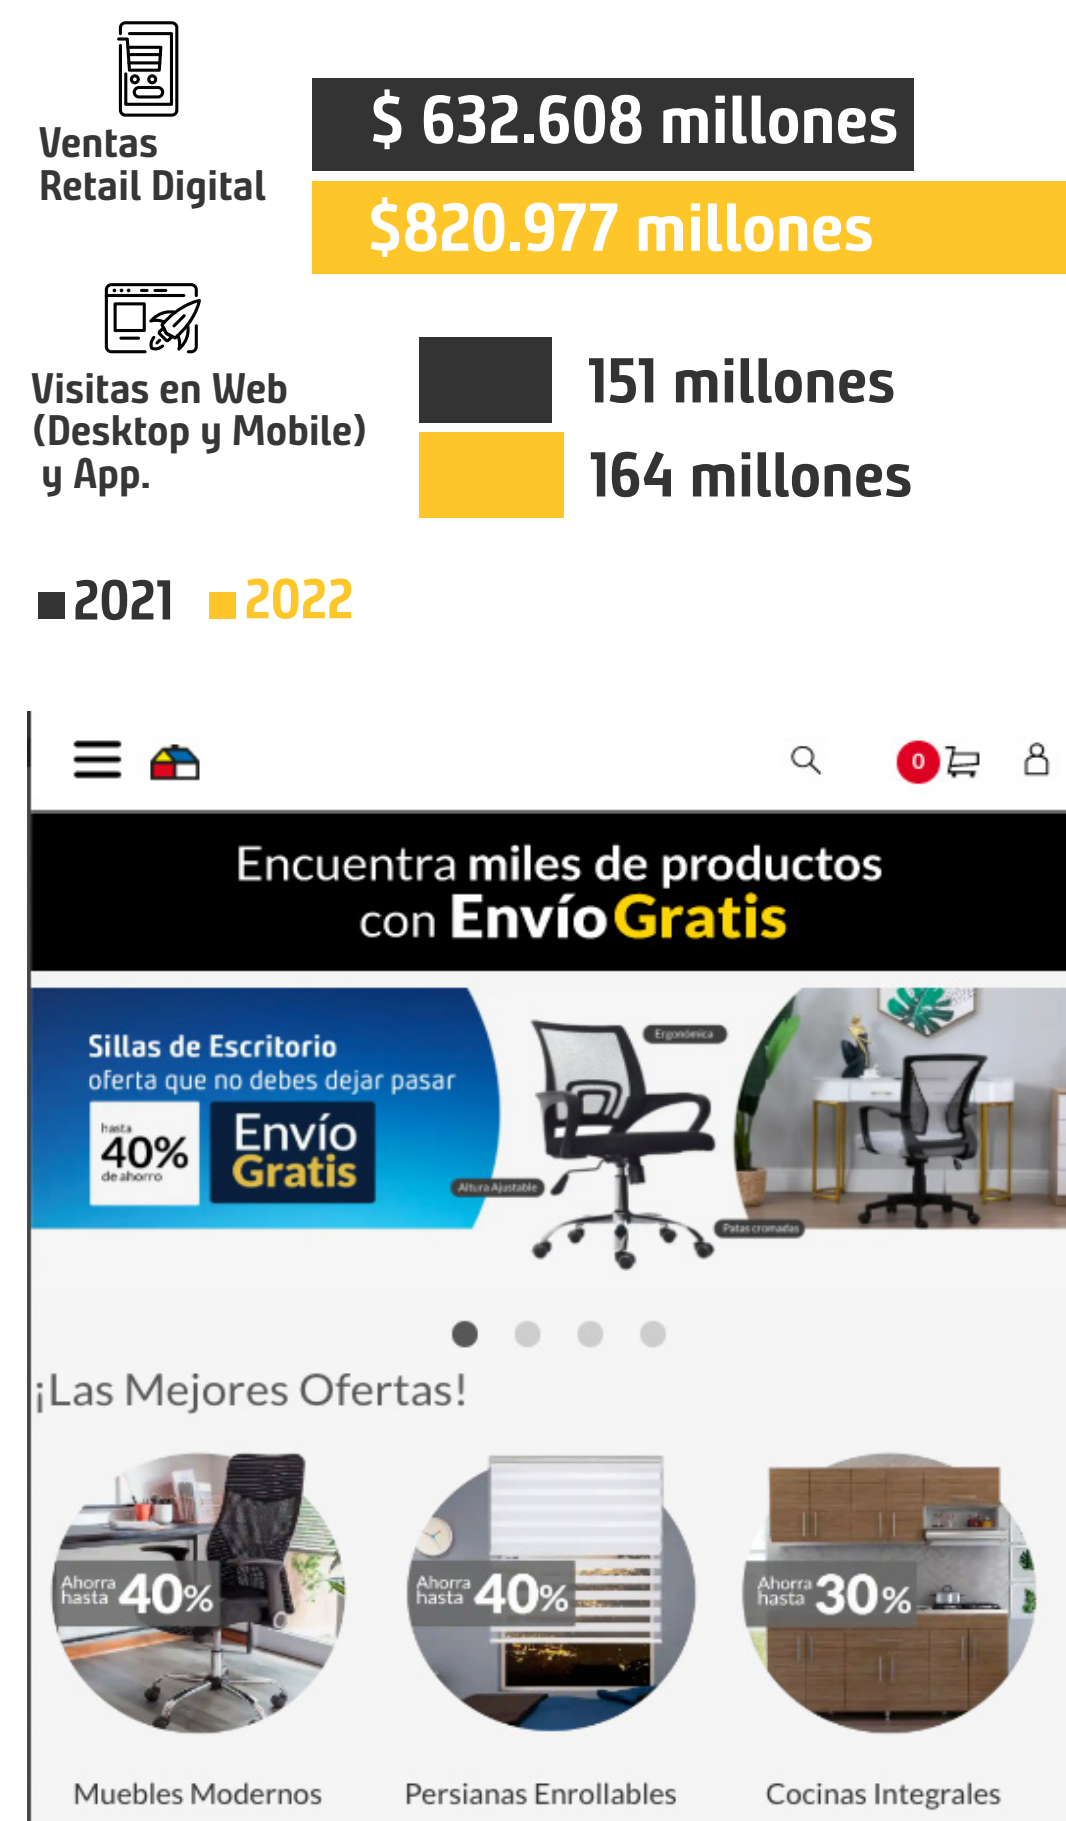 Ventas
Retail Digital
$ 632.608 millones
$820.977 millones
Visitas en Web
(Desktop y Mobile)
y App.
151 millones
164 millones
2021 2022
0
Encuentra miles de productos
con Envío Gratis
Sillas de Escritorio
oferta que no debes dejar pasar
hasta
40%
de ahorro
Envío
Gratis
Ergonómica
Altura Ajustable
Patas cromadas
¡Las Mejores Ofertas!
Ahorra
hasta 40%
Ahorra
hasta 40%
Ahorra
hasta 30%
Muebles Modernos
Persianas Enrollables
Cocinas Integrales